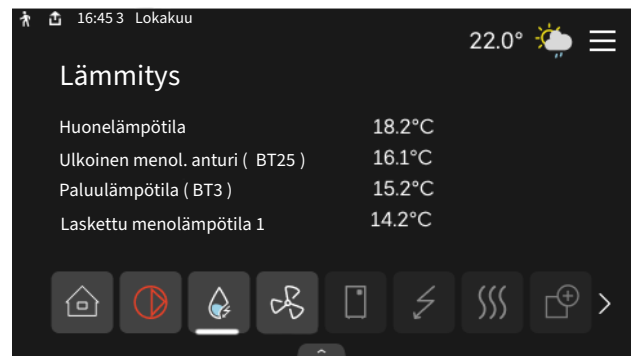 16:45 3 Lokakuu
22.0°
Lämmitys
Huonelämpötila 18.2°C
Ulkoinen menol. anturi ( BT25 ) 16.1°C
Paluulämpötila ( BT3 ) 15.2°C
Laskettu menolämpötila 1 14.2°C